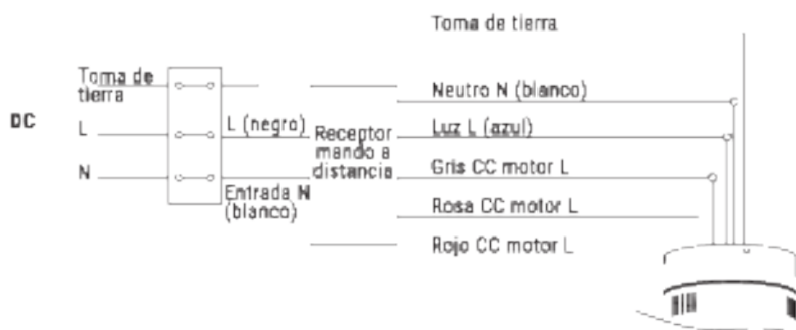 Toma de tierra
Toma de
tierra
Neutro N (blanco)
DC
L
L (negro)
Receptor
mando a
distancia
Luz L (azul)
N
Gris CC motor L
Entrada N
(blanco)
Rosa CC motor L
Rojo CC motor L